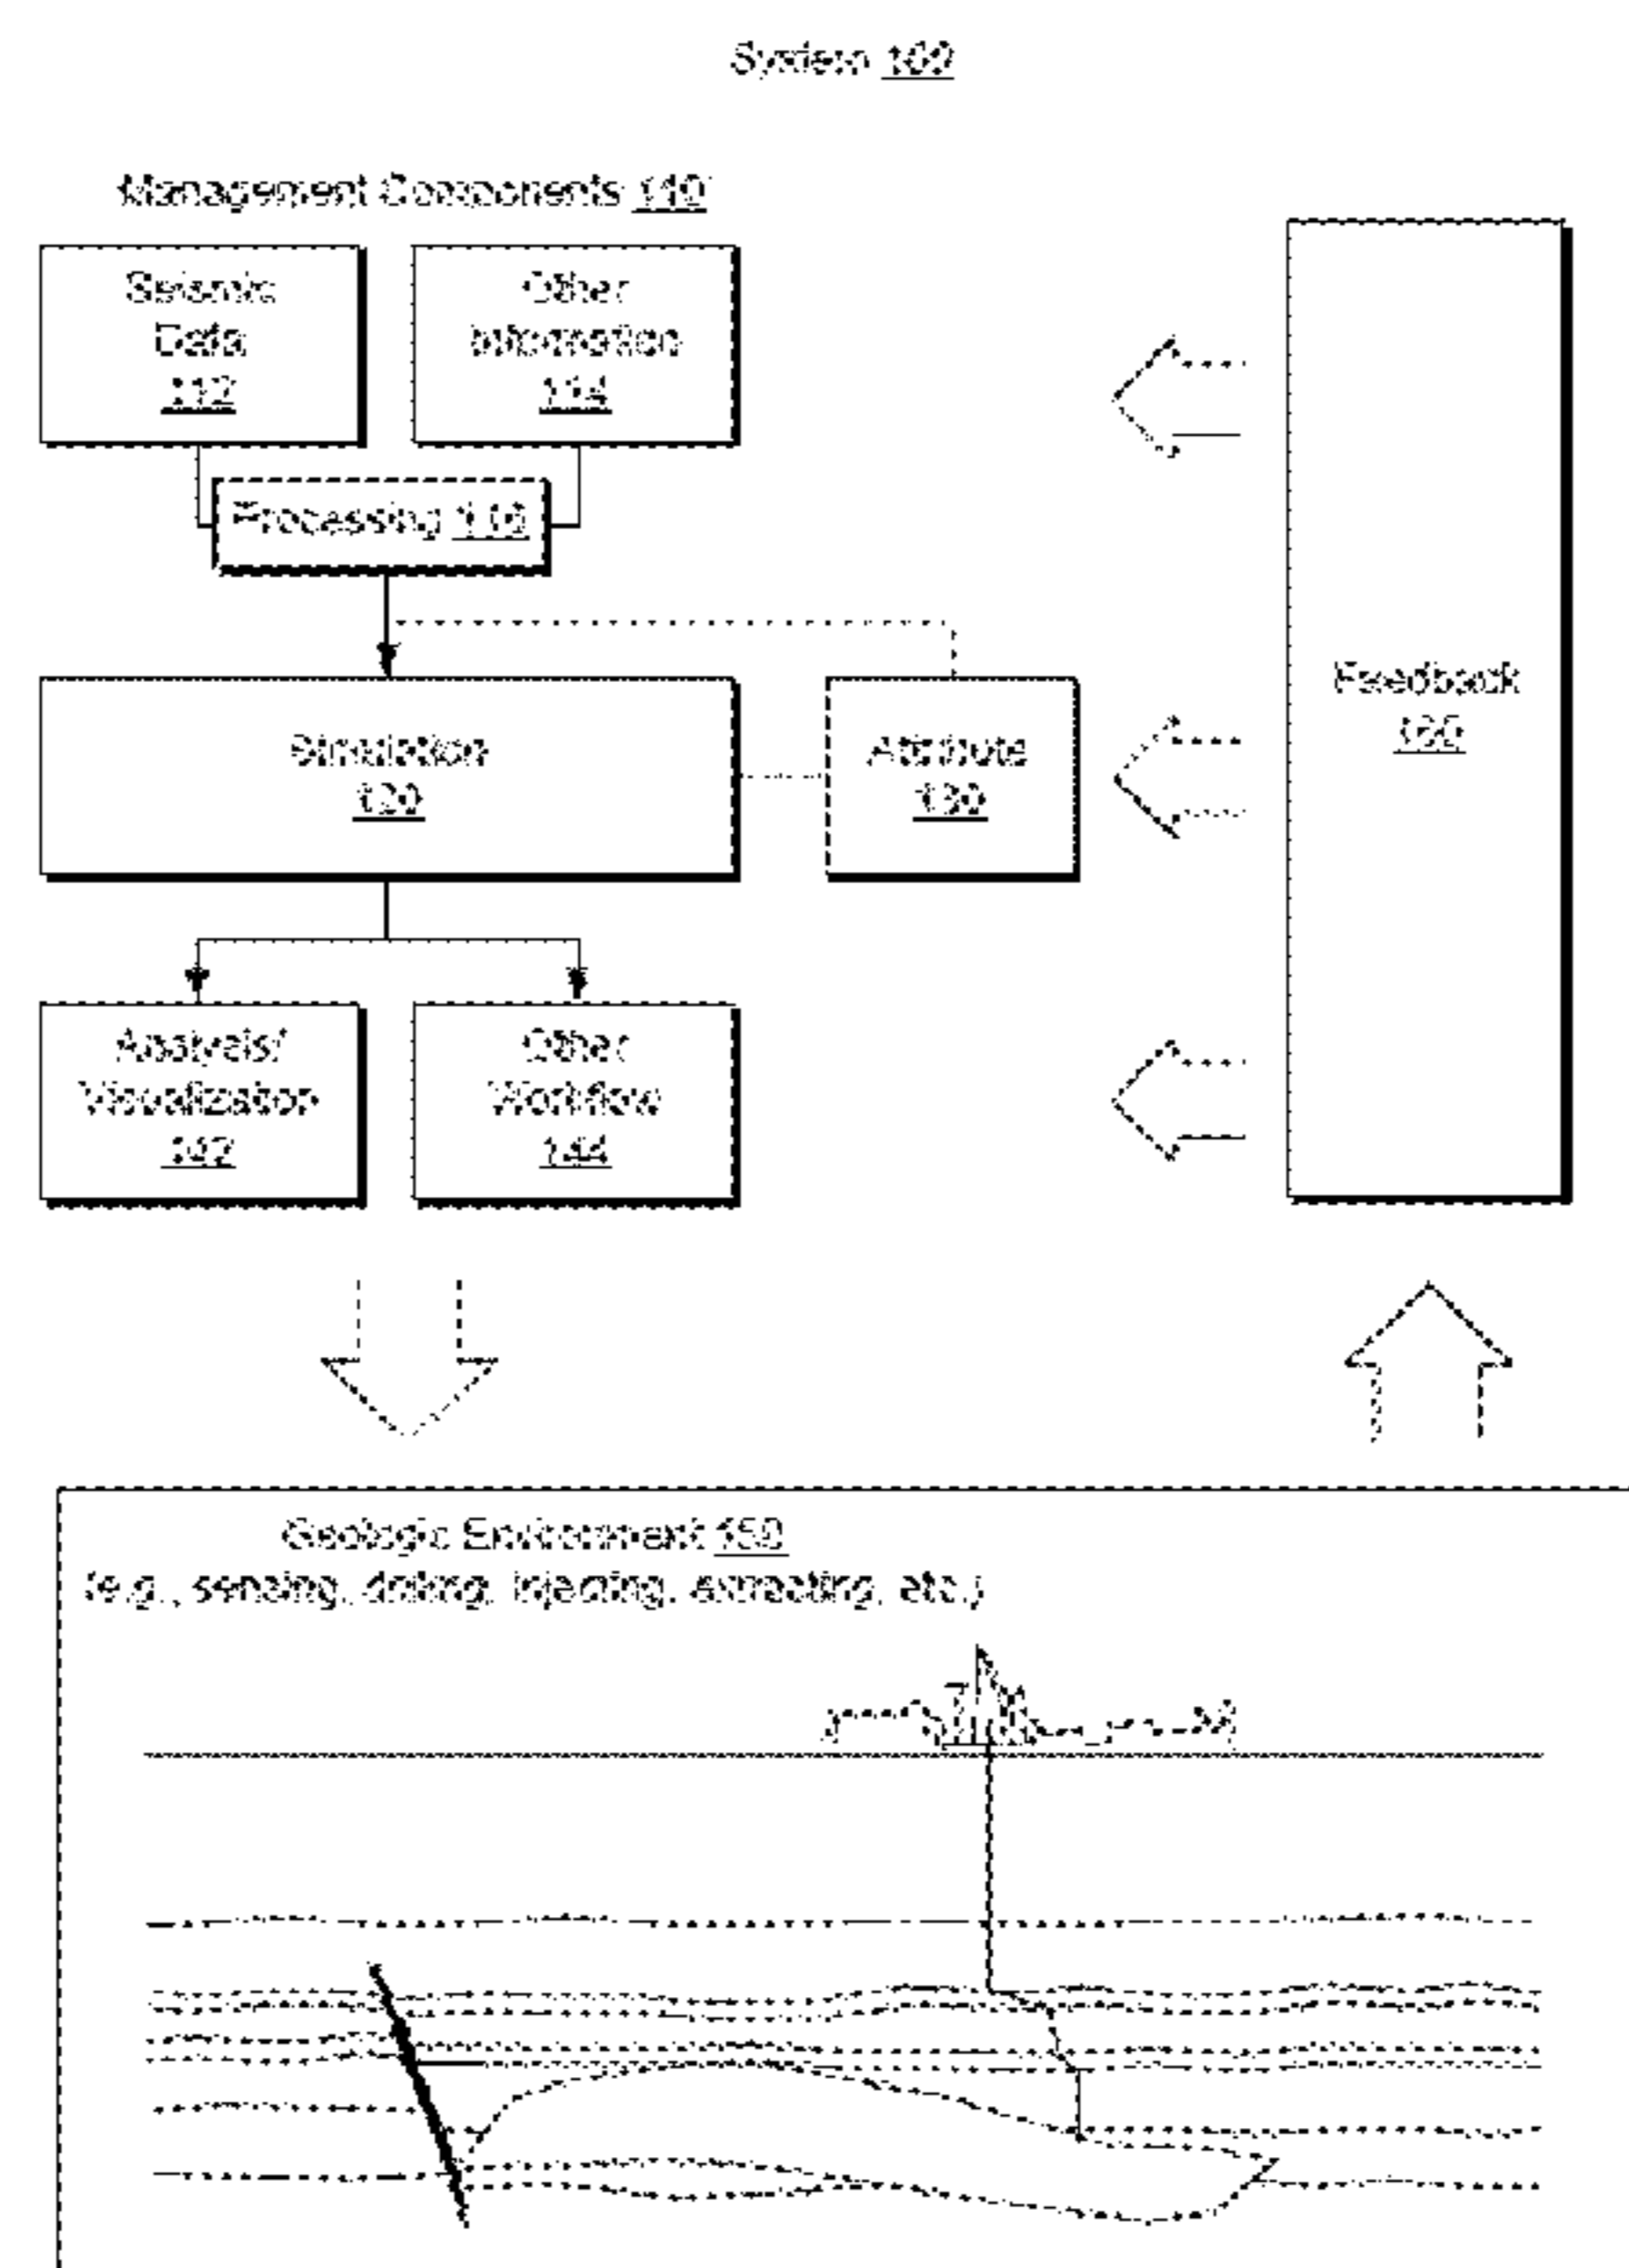 System 100
Management Components 110
Seismic
Data
112
Other
Information
114
Processing 116
Simulation
120
Attribute
130
Feedback
160
Analysis/
Visualization
142
Other
Workflow
144
Geologic Environment 150
(e.g., sensing, drilling, injecting, extracting, etc.)